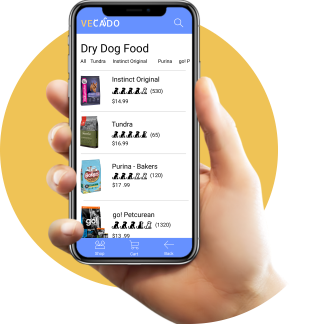 VECADO
Dry Dog Food
All Tundra Instinct Original Purina go! P
Instinct Original
(530)
$14.99
Tundra
(65)
$16.99
Purina - Bakers
(120)
$17 .99
go! Petcurean
(1320)
$13 .99
Shop Cart Back